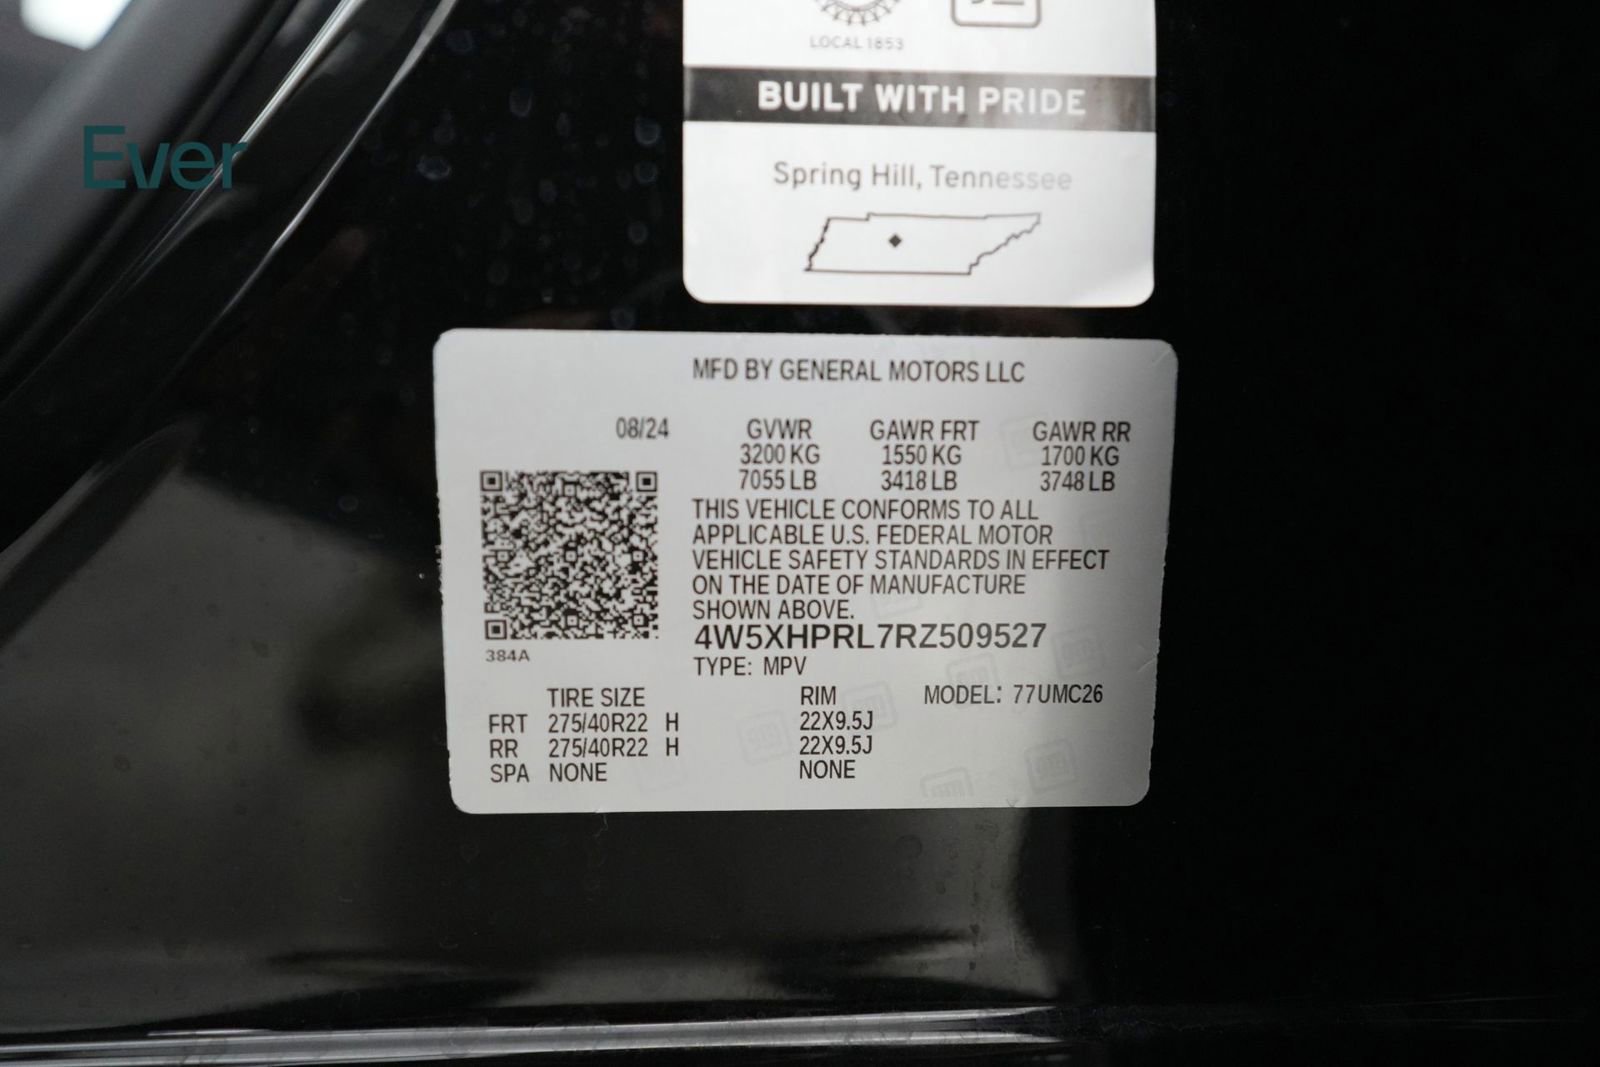 Ever
LOCAL 1853
BUILT WITH PRIDE
Spring Hill, Tennessee
MFD BY GENERAL MOTORS LLC
08/24 GVWR GAWR FRT GAWR RR
3200 KG 1550 KG 1700 KG
7055 LB 3418 LB 3748 LB
THIS VEHICLE CONFORMS TO ALL
APPLICABLE U.S. FEDERAL MOTOR
VEHICLE SAFETY STANDARDS IN EFFECT
ON THE DATE OF MANUFACTURE
SHOWN ABOVE.
4W5XHPRL7RZ509527
384A
TYPE: MPV
TIRE SIZE RIM MODEL: 77UMC26
FRT 275/40R22 H 22X9.5J
RR 275/40R22 H 22X9.5J
SPA NONE NONE